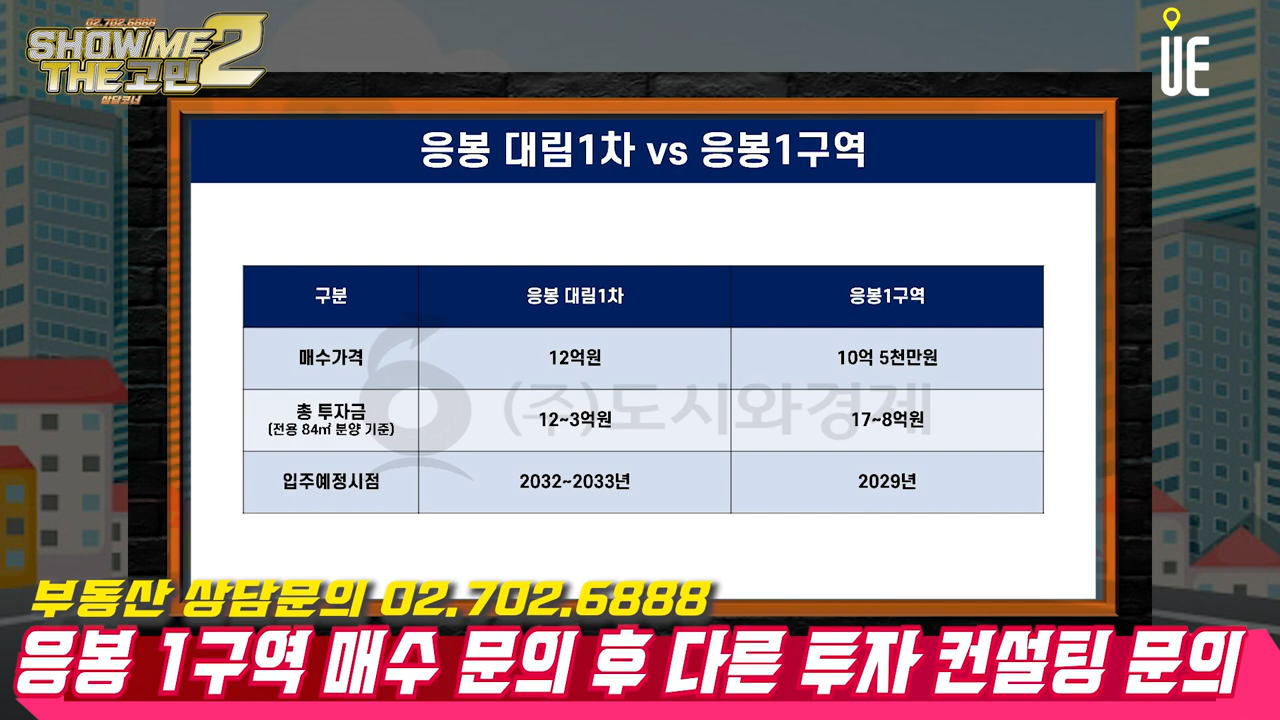 02.702.6888
SHOW ME
THE 고민 2
상담코너
UE
응봉 대림1차 vs 응봉1구역
구분 응봉 대림1차 응봉1구역
매수가격 12억원 10억 5천만원
총 투자금
(전용 84㎡ 분양 기준) 12~3억원 17~8억원
입주예정시점 2032~2033년 2029년
(주)도시와경제
부동산 상담문의 02.702.6888
응봉 1구역 매수 문의 후 다른 투자 컨설팅 문의